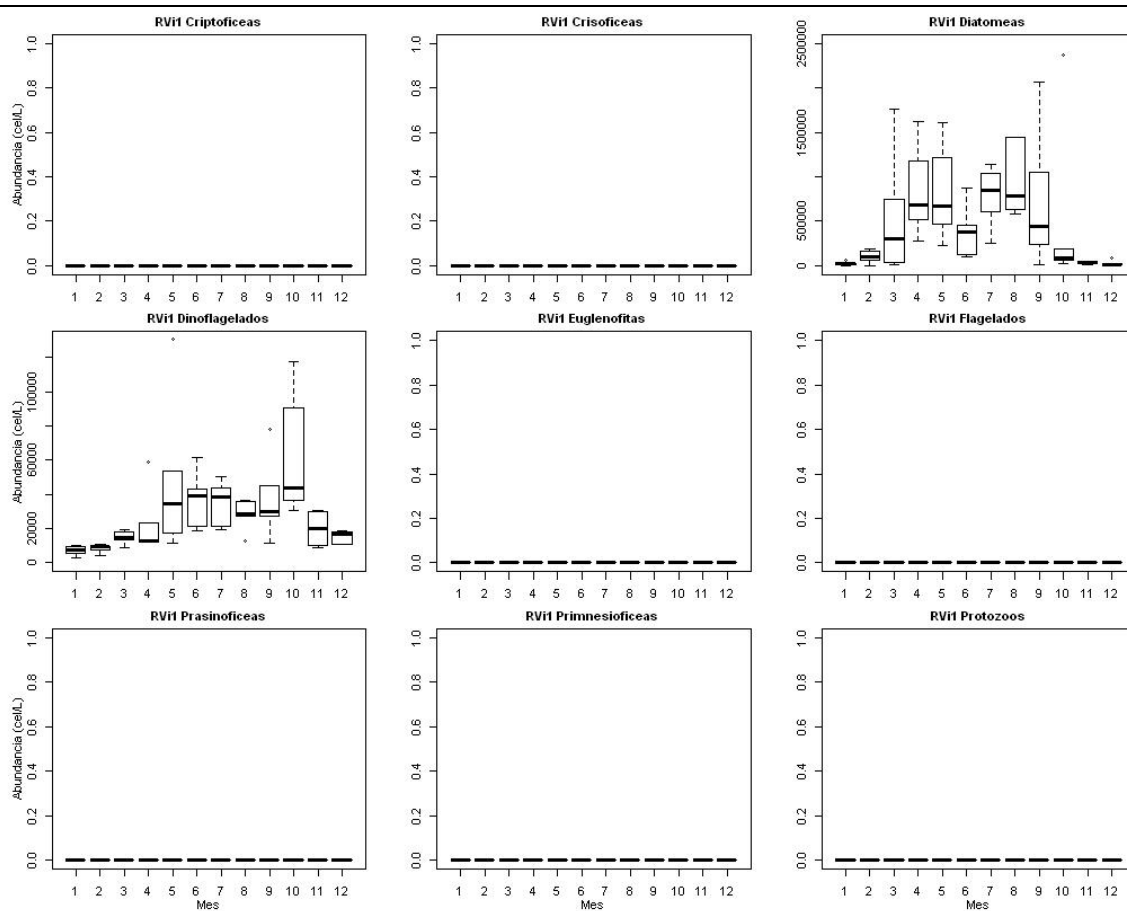 RVi1 Criptoficeas
Abundancia (cel/L)
0.0 0.2 0.4 0.6 0.8 1.0
1 2 3 4 5 6 7 8 9 10 11 12
RVi1 Crisoficeas
0.0 0.2 0.4 0.6 0.8 1.0
1 2 3 4 5 6 7 8 9 10 11 12
RVi1 Diatomeas
0 500000 1500000 2500000
1 2 3 4 5 6 7 8 9 10 11 12
RVi1 Dinoflagelados
Abundancia (cel/L)
0 20000 60000 100000
1 2 3 4 5 6 7 8 9 10 11 12
RVi1 Euglenofitas
0.0 0.2 0.4 0.6 0.8 1.0
1 2 3 4 5 6 7 8 9 10 11 12
RVi1 Flagelados
0.0 0.2 0.4 0.6 0.8 1.0
1 2 3 4 5 6 7 8 9 10 11 12
RVi1 Prasinoficeas
Abundancia (cel/L)
0.0 0.2 0.4 0.6 0.8 1.0
1 2 3 4 5 6 7 8 9 10 11 12
Mes
RVi1 Primnesioficeas
0.0 0.2 0.4 0.6 0.8 1.0
1 2 3 4 5 6 7 8 9 10 11 12
Mes
RVi1 Protozoos
0.0 0.2 0.4 0.6 0.8 1.0
1 2 3 4 5 6 7 8 9 10 11 12
Mes